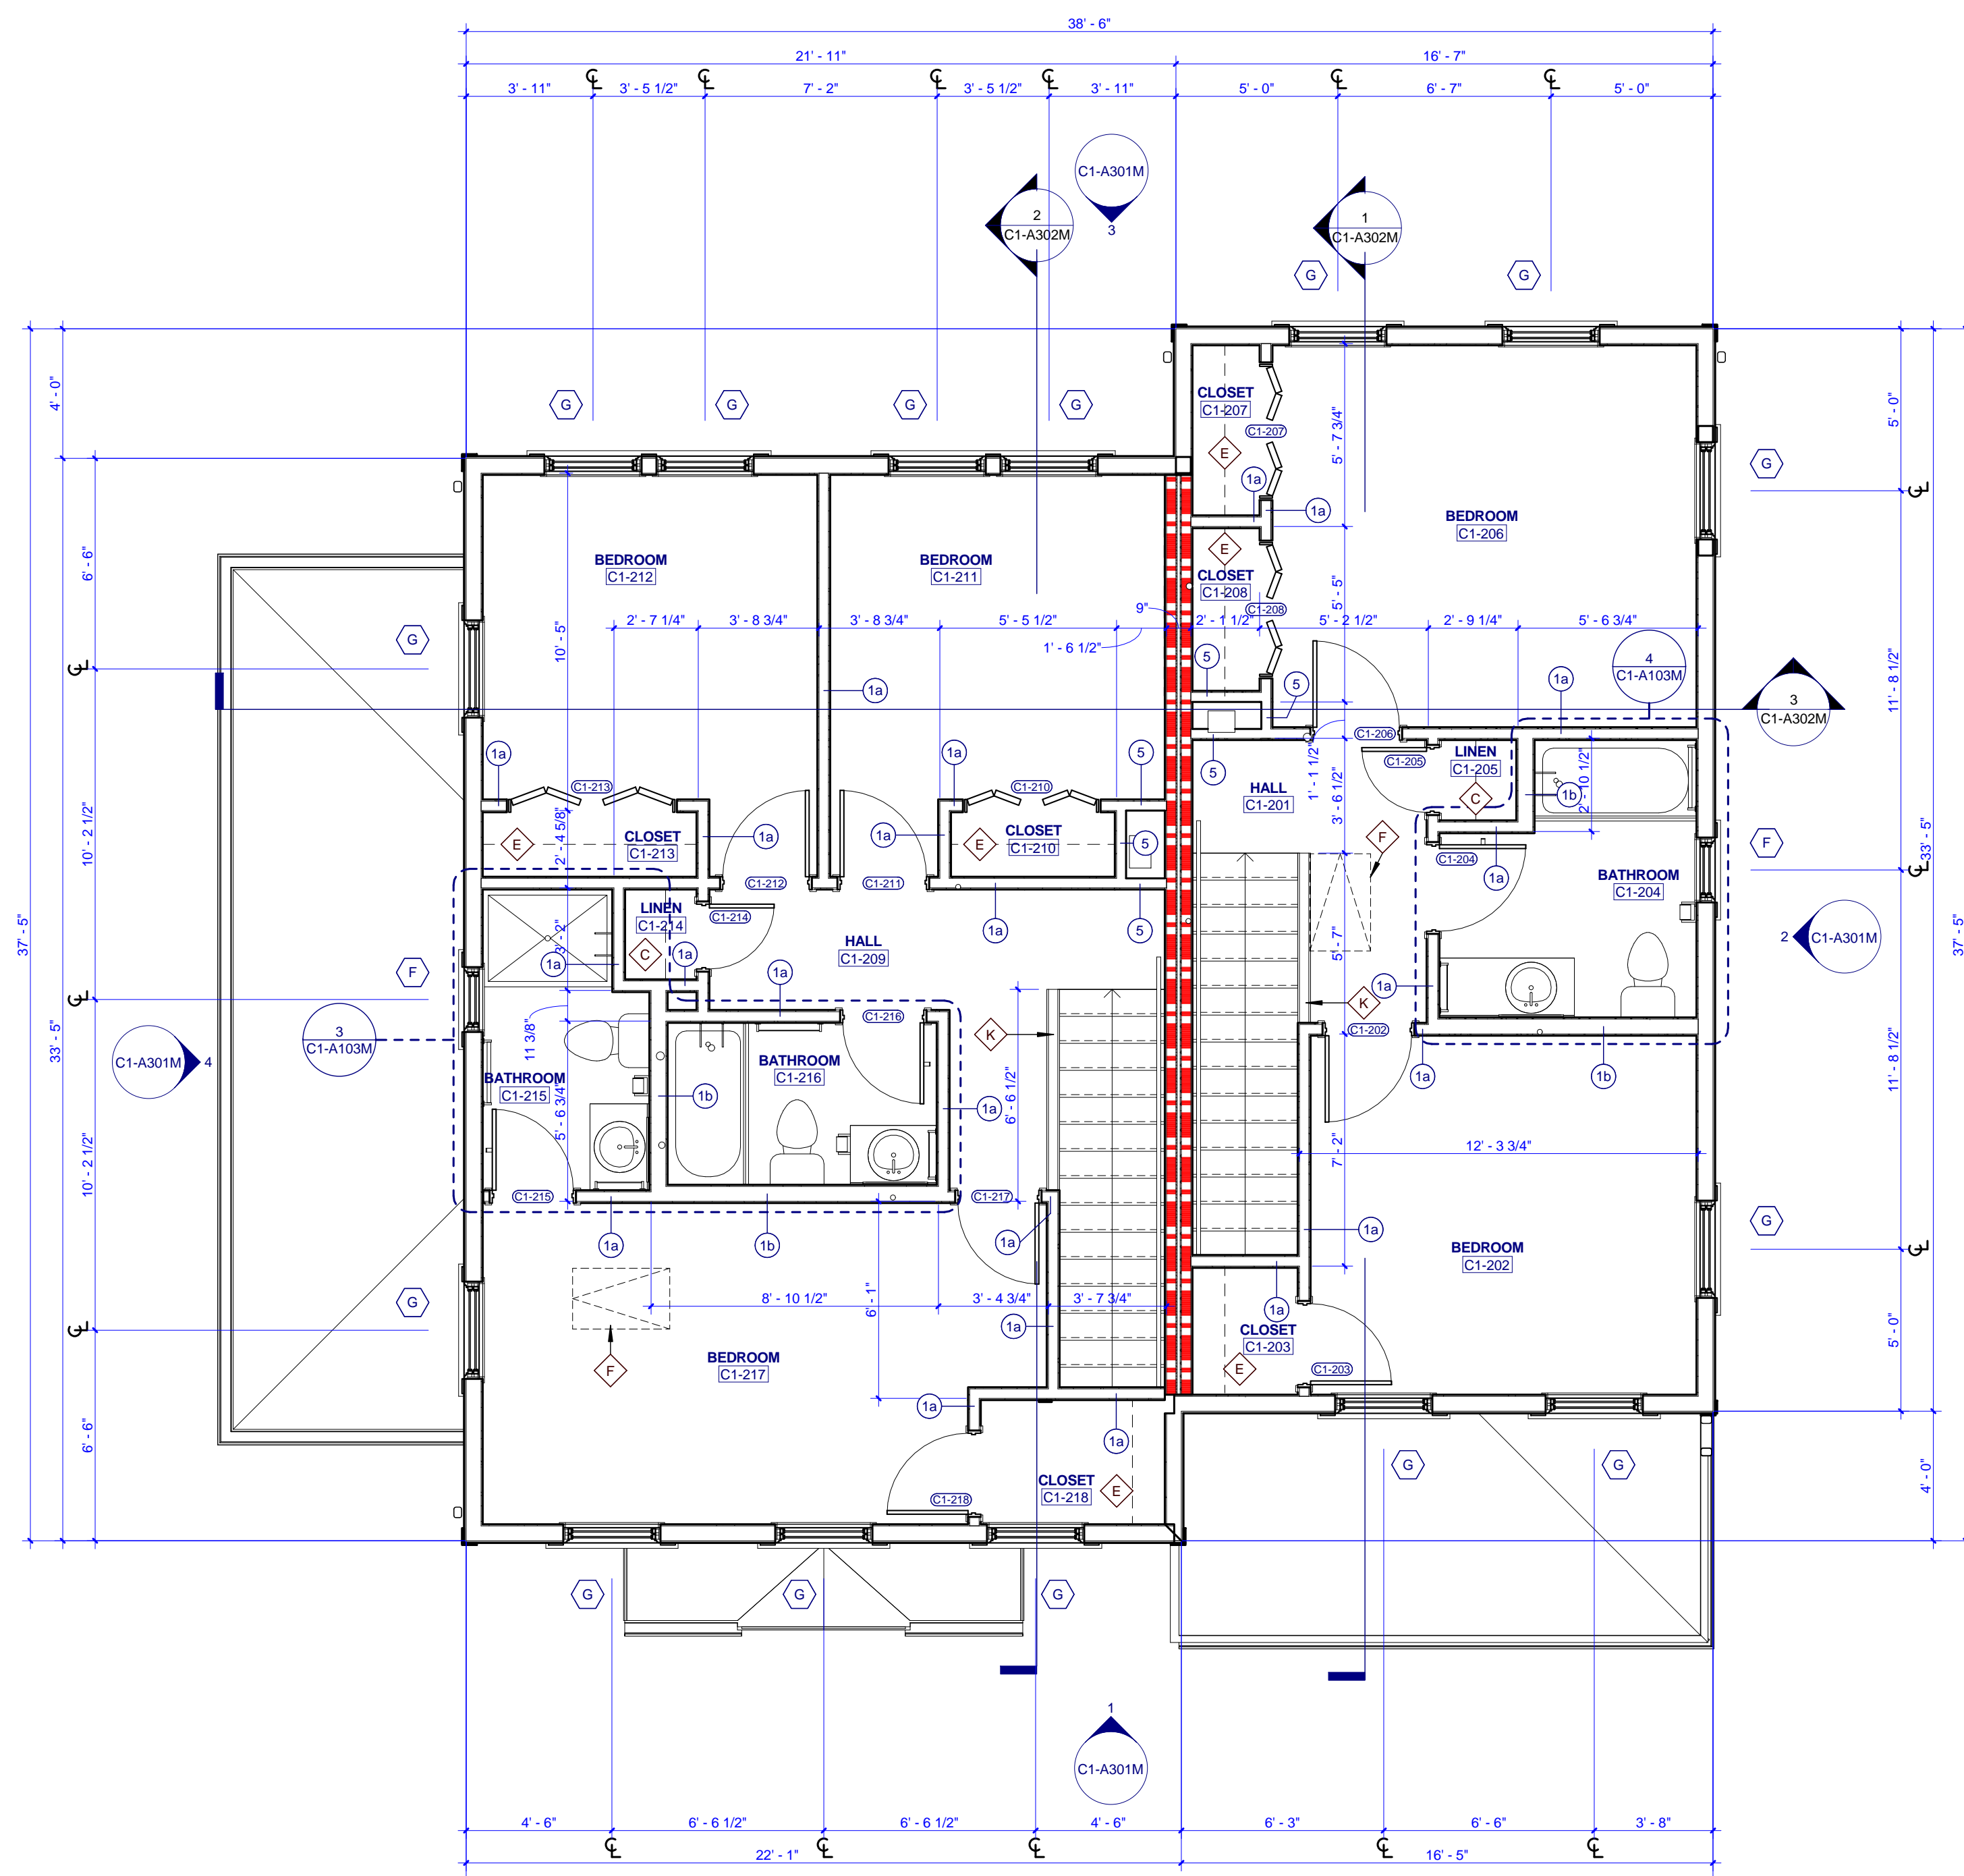 38' - 6"
21' - 11"
16' - 7"
3' - 11"
3' - 5 1/2"
7' - 2"
3' - 5 1/2"
3' - 11"
5' - 0"
6' - 7"
5' - 0"
C1-A301M
3
2
C1-A302M
1
C1-A302M
G
G
G
G
G
G
4' - 0"
5' - 0"
CLOSET
C1-207
C1-207
E
5' - 7 3/4"
1a
1a
G
BEDROOM
C1-206
BEDROOM
C1-212
BEDROOM
C1-211
E
CLOSET
C1-208
C1-208
5' - 5"
6' - 6"
10' - 5"
G
2' - 7 1/4"
3' - 8 3/4"
3' - 8 3/4"
5' - 5 1/2"
9"
1' - 6 1/2"
2' - 1 1/2"
5' - 2 1/2"
2' - 9 1/4"
5' - 6 3/4"
4
C1-A103M
5
5
5
1a
1a
11' - 8 1/2"
3
C1-A302M
C1-206
C1-205
LINEN
C1-205
C
1' - 1 1/2"
2' - 10 1/2"
1b
1a
1a
5
C1-213
C1-210
HALL
C1-201
3' - 6 1/2"
F
F
33' - 5"
10' - 2 1/2"
2' - 4 5/8"
E
CLOSET
C1-213
1a
1a
E
CLOSET
C1-210
5
C1-204
1a
BATHROOM
C1-204
C1-212
C1-211
LINEN
C1-214
C1-214
C
1a
1a
3' - 2"
HALL
C1-209
1a
5
5' - 7"
37' - 5"
33' - 5"
37' - 5"
2
C1-A301M
F
3
C1-A103M
C1-A301M
4
11 3/8"
1a
C1-216
K
K
1a
C1-202
1a
1b
BATHROOM
C1-215
5' - 6 3/4"
1b
BATHROOM
C1-216
1a
6' - 6 1/2"
10' - 2 1/2"
11' - 8 1/2"
7' - 2"
12' - 3 3/4"
C1-215
C1-217
1a
1b
1a
1a
G
BEDROOM
C1-202
G
8' - 10 1/2"
6' - 1"
3' - 4 3/4"
3' - 7 3/4"
1a
1a
CLOSET
C1-203
E
C1-203
F
BEDROOM
C1-217
5' - 0"
1a
1a
6' - 6"
G
G
CLOSET
C1-218
E
C1-218
4' - 0"
G
G
G
1
C1-A301M
4' - 6"
6' - 6 1/2"
6' - 6 1/2"
4' - 6"
6' - 3"
6' - 6"
3' - 8"
22' - 1"
16' - 5"